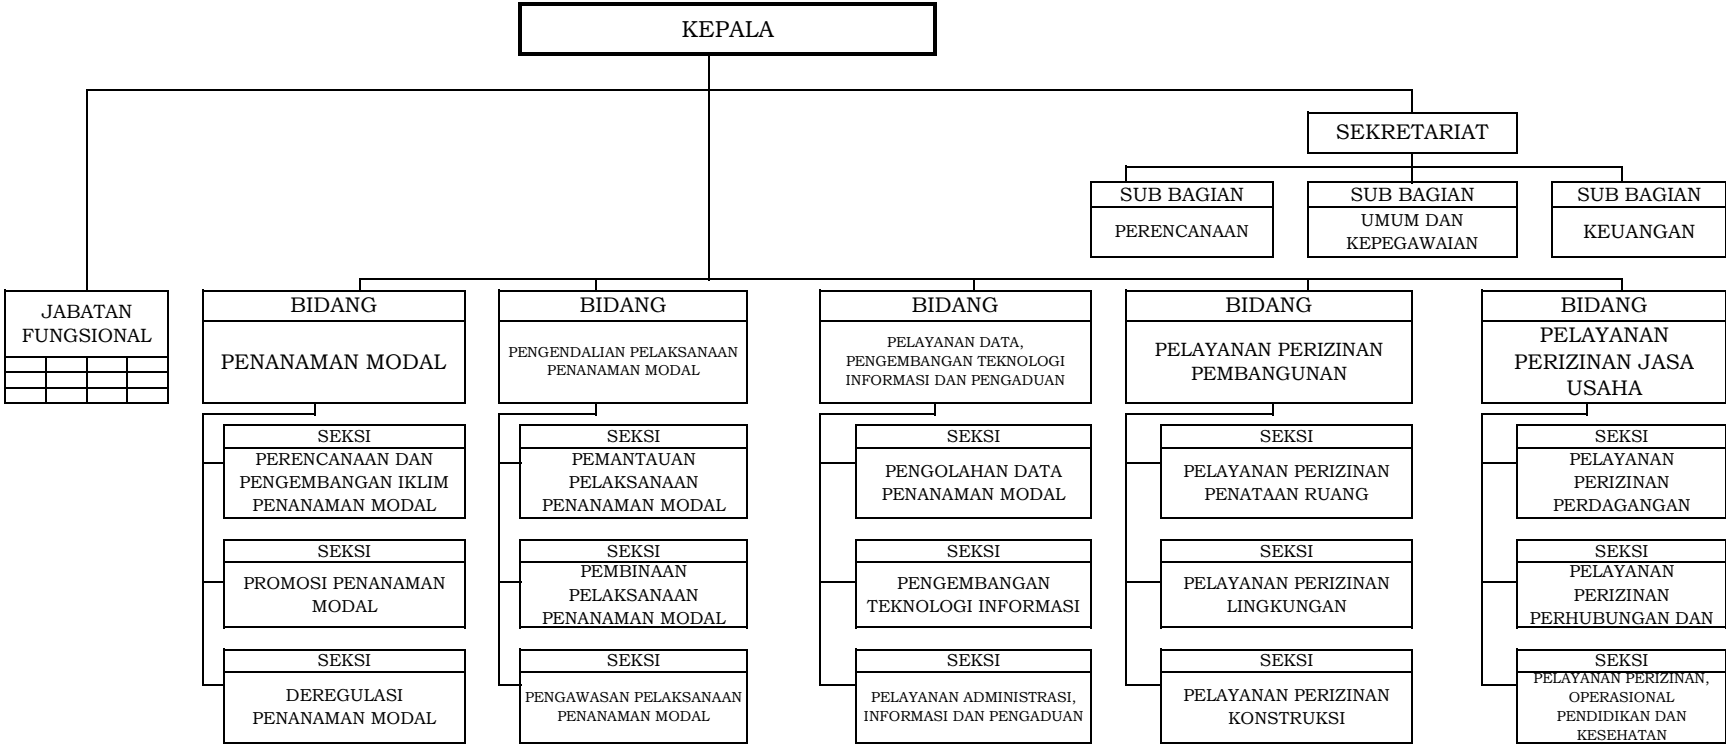 KEPALA
SEKRETARIAT
SUB BAGIAN
PERENCANAAN
SUB BAGIAN
UMUM DAN
KEPEGAWAIAN
SUB BAGIAN
KEUANGAN
JABATAN
FUNGSIONAL
BIDANG
PENANAMAN MODAL
SEKSI
PERENCANAAN DAN
PENGEMBANGAN IKLIM
PENANAMAN MODAL
SEKSI
PROMOSI PENANAMAN
MODAL
SEKSI
DEREGULASI
PENANAMAN MODAL
BIDANG
PENGENDALIAN PELAKSANAAN
PENANAMAN MODAL
SEKSI
PEMANTAUAN
PELAKSANAAN
PENANAMAN MODAL
SEKSI
PEMBINAAN
PELAKSANAAN
PENANAMAN MODAL
SEKSI
PENGAWASAN PELAKSANAAN
PENANAMAN MODAL
BIDANG
PELAYANAN DATA,
PENGEMBANGAN TEKNOLOGI
INFORMASI DAN PENGADUAN
SEKSI
PENGOLAHAN DATA
PENANAMAN MODAL
SEKSI
PENGEMBANGAN
TEKNOLOGI INFORMASI
SEKSI
PELAYANAN ADMINISTRASI,
INFORMASI DAN PENGADUAN
BIDANG
PELAYANAN PERIZINAN
PEMBANGUNAN
SEKSI
PELAYANAN PERIZINAN
PENATAAN RUANG
SEKSI
PELAYANAN PERIZINAN
LINGKUNGAN
SEKSI
PELAYANAN PERIZINAN
KONSTRUKSI
BIDANG
PELAYANAN
PERIZINAN JASA
USAHA
SEKSI
PELAYANAN
PERIZINAN
PERDAGANGAN
SEKSI
PELAYANAN
PERIZINAN
PERHUBUNGAN DAN
SEKSI
PELAYANAN PERIZINAN,
OPERASIONAL
PENDIDIKAN DAN
KESEHATAN